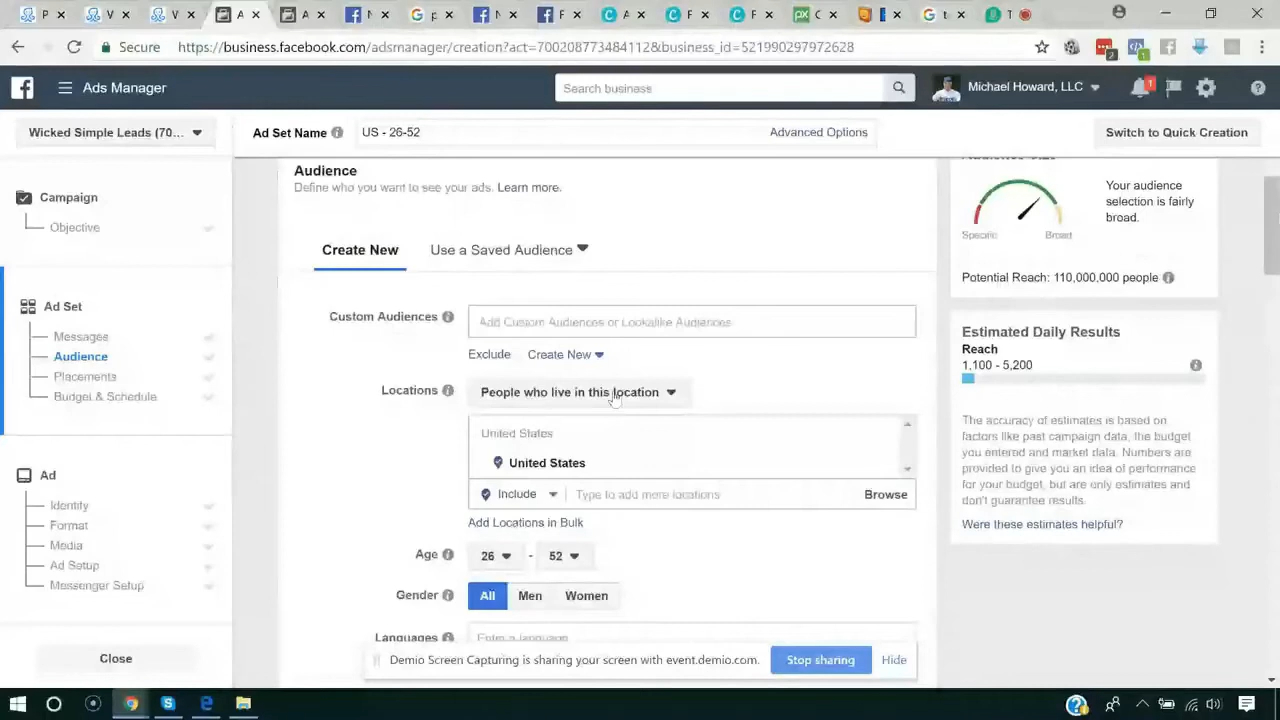 Secure
https://business.facebook.com/adsmanager/creation?act=700208773484112&business_id=521990297972628
Ads Manager
Search business
Michael Howard, LLC
1
Wicked Simple Leads (70...
Ad Set Name
US - 26-52
Advanced Options
Switch to Quick Creation
Campaign
Objective
Ad Set
Messages
Audience
Placements
Budget & Schedule
Ad
Identity
Format
Media
Ad Setup
Messenger Setup
Close
Audience
Define who you want to see your ads. Learn more.
Create New
Use a Saved Audience
Custom Audiences
Add Custom Audiences or Lookalike Audiences
Exclude
Create New
Locations
People who live in this location
United States
United States
Include
Type to add more locations
Browse
Add Locations in Bulk
Age
26
-
52
Gender
All
Men
Women
Languages
Enter a language...
Demio Screen Capturing is sharing your screen with event.demio.com.
Stop sharing
Hide
Audience Size
Your audience
selection is fairly
broad.
Specific
Broad
Potential Reach: 110,000,000 people
Estimated Daily Results
Reach
1,100 - 5,200
The accuracy of estimates is based on
factors like past campaign data, the budget
you entered and market data. Numbers are
provided to give you an idea of performance
for your budget, but are only estimates and
don't guarantee results.
Were these estimates helpful?